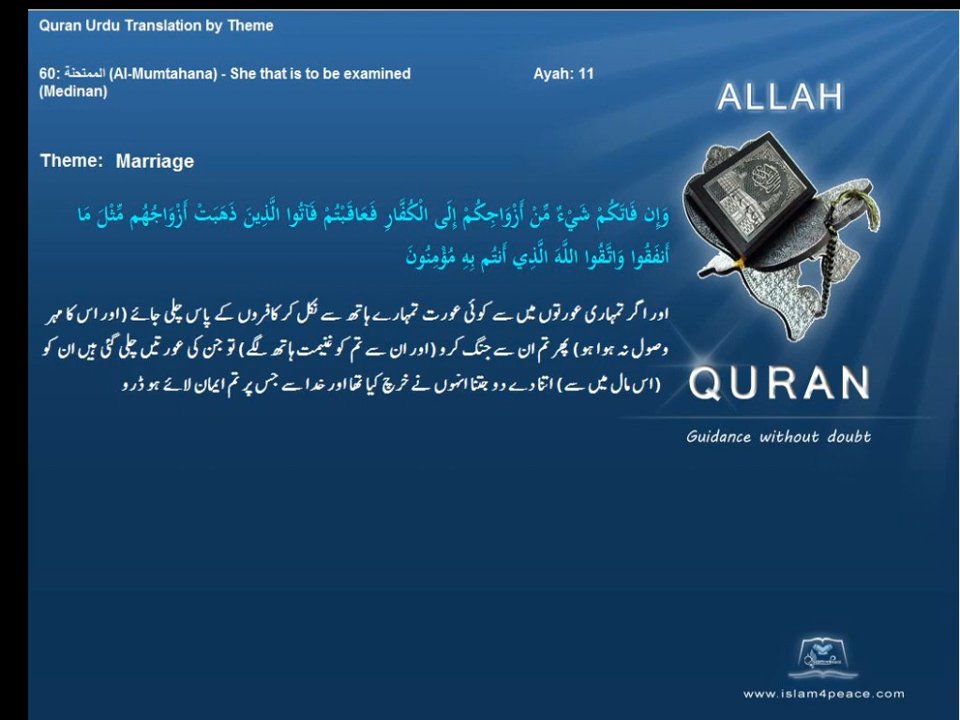 Quran Urdu Translation by Theme
60: الممتحنة (Al-Mumtahana) - She that is to be examined
(Medinan)
Ayah: 11
ALLAH
Theme: Marriage
وَإِن فَاتَكُمْ شَيْءٌ مِّنْ أَزْوَاجِكُمْ إِلَى الْكُفَّارِ فَعَاقَبْتُمْ فَآتُوا الَّذِينَ ذَهَبَتْ أَزْوَاجُهُم مِّثْلَ مَا
أَنفَقُوا وَاتَّقُوا اللَّهَ الَّذِي أَنتُم بِهِ مُؤْمِنُونَ
اور اگر تمہاری عورتوں میں سے کوئی عورت تمہارے ہاتھ سے نکل کر کافروں کے پاس چلی جائے (اور اس کا مہر
وصول نہ ہوا ہو) پھر تم ان سے جنگ کرو (اور ان سے تم کو غنیمت ہاتھ لگے) تو جن کی عورتیں چلی گئی ہیں ان کو
(اس مال میں سے) اتنا دے دو جتنا انہوں نے خرچ کیا تھا اور خدا سے جس پر تم ایمان لائے ہو ڈرو
QURAN
Guidance without doubt
www.islam4peace.com